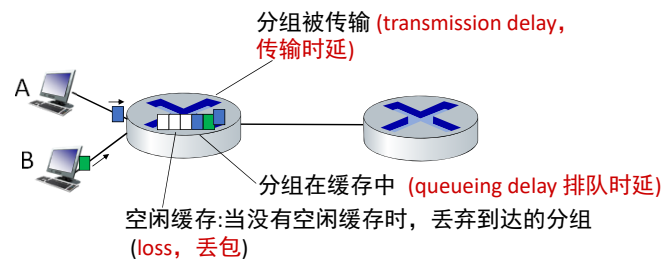 分组被传输 (transmission delay，
传输时延)
A
B
分组在缓存中 (queueing delay 排队时延)
空闲缓存:当没有空闲缓存时，丢弃到达的分组
(loss，丢包)